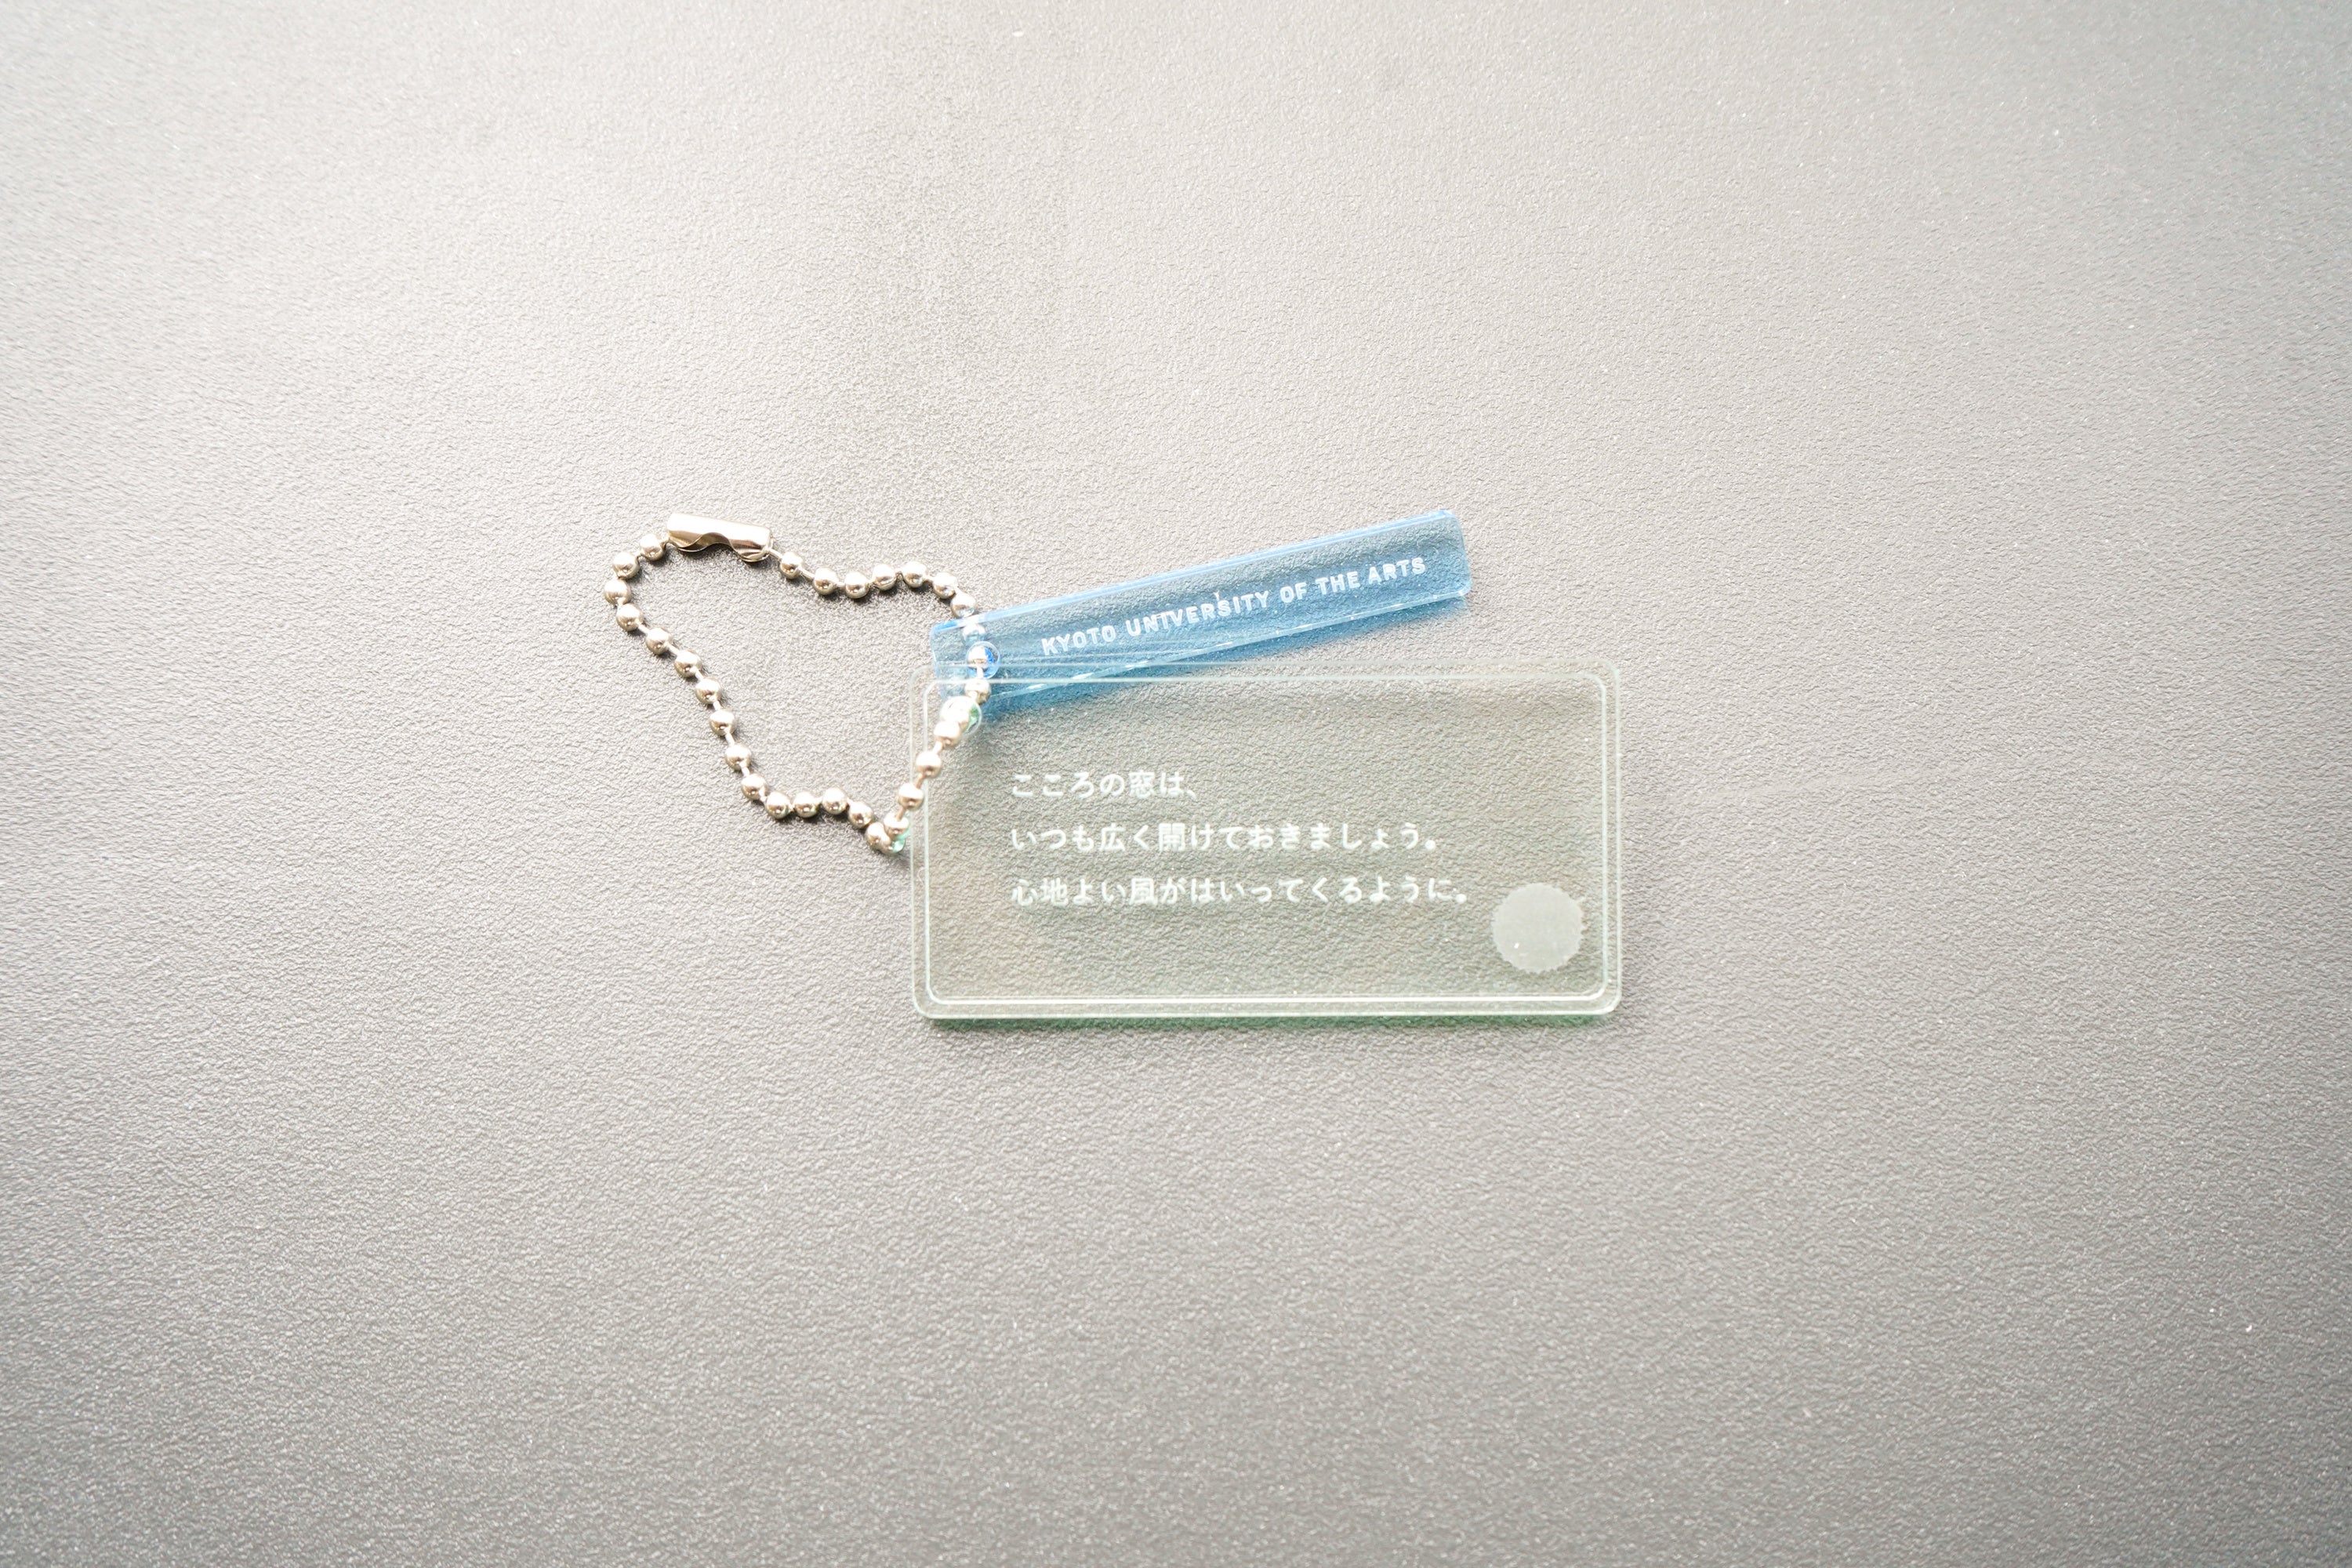 KYOTO UNIVERSITY OF THE ARTS
こころの窓は、
いつも広く開けておきましょう。
心地よい風がはいってくるように。